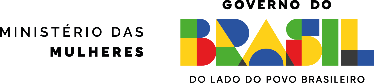 MINISTÉRIO DAS
MULHERES
GOVERNO DO
BRASIL
DO LADO DO POVO BRASILEIRO